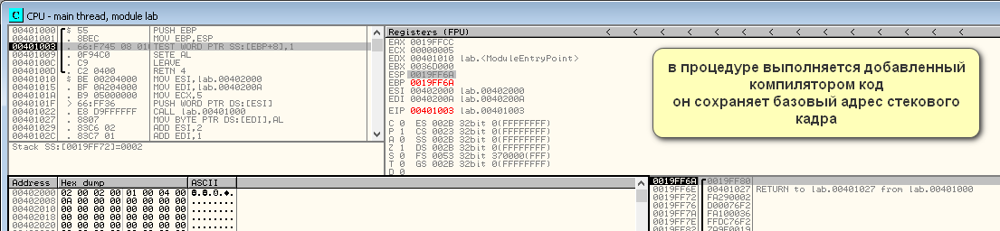 C CPU - main thread, module lab
00401000 $ 55 PUSH EBP
00401001 . 8BEC MOV EBP,ESP
00401003 . 66:F745 08 01 TEST WORD PTR SS:[EBP+8],1
00401009 . 0F94C0 SETE AL
0040100C . C9 LEAVE
0040100D . C2 0400 RETN 4
00401010 $ BE 00204000 MOV ESI,lab.00402000
00401015 . BF 0A204000 MOV EDI,lab.0040200A
0040101A . B9 05000000 MOV ECX,5
0040101F > 66:FF36 PUSH WORD PTR DS:[ESI]
00401022 . E8 D9FFFFFF CALL lab.00401000
00401027 . 8807 MOV BYTE PTR DS:[EDI],AL
00401029 . 83C6 02 ADD ESI,2
0040102C . 83C7 01 ADD EDI,1
Stack SS:[0019FF72]=0002
Registers (FPU) < < < < < < < < < < <
EAX 0019FFCC
ECX 00000005
EDX 00401010 lab.<ModuleEntryPoint>
EBX 0036D000
ESP 0019FF6A
EBP 0019FF6A
ESI 00402000 lab.00402000
EDI 0040200A lab.0040200A
EIP 00401003 lab.00401003
C 0 ES 002B 32bit 0(FFFFFFFF)
P 1 CS 0023 32bit 0(FFFFFFFF)
A 0 SS 002B 32bit 0(FFFFFFFF)
Z 1 DS 002B 32bit 0(FFFFFFFF)
S 0 FS 0053 32bit 370000(FFF)
T 0 GS 002B 32bit 0(FFFFFFFF)
D 0
в процедуре выполняется добавленный
компилятором код
он сохраняет базовый адрес стекового
кадра
Address Hex dump ASCII
00402000 02 00 02 00 01 00 04 00
00402008 0A 00 00 00 00 00 00 00 ........
00402010 00 00 00 00 00 00 00 00 ........
00402018 00 00 00 00 00 00 00 00 ........
00402020 00 00 00 00 00 00 00 00 ........
0019FF6A 0019FF80
0019FF6E 00401027 RETURN to lab.00401027 from lab.00401000
0019FF72 FA290002
0019FF76 D00076F2
0019FF7A FA100036
0019FF7E FFDC76F2
0019FF82